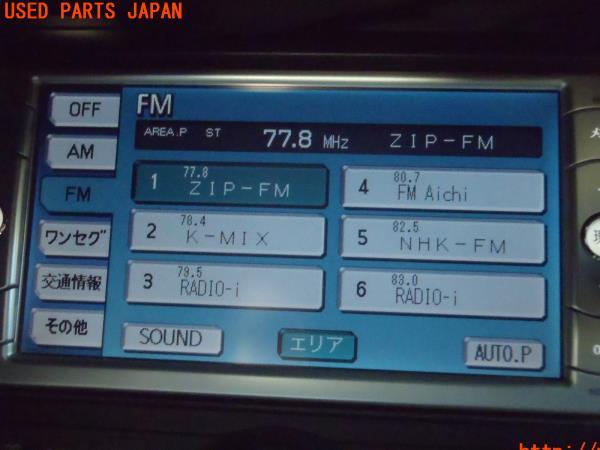 USED PARTS JAPAN
OFF
FM
AM
AREA.P ST 77.8 MHz ZIP-FM
FM
1 77.8 ZIP-FM
4 80.7 FM Aichi
ワンセグ
2 78.4 K-MIX
5 82.5 NHK-FM
交通情報
3 79.5 RADIO-i
6 83.0 RADIO-i
その他
SOUND
エリア
AUTO.P